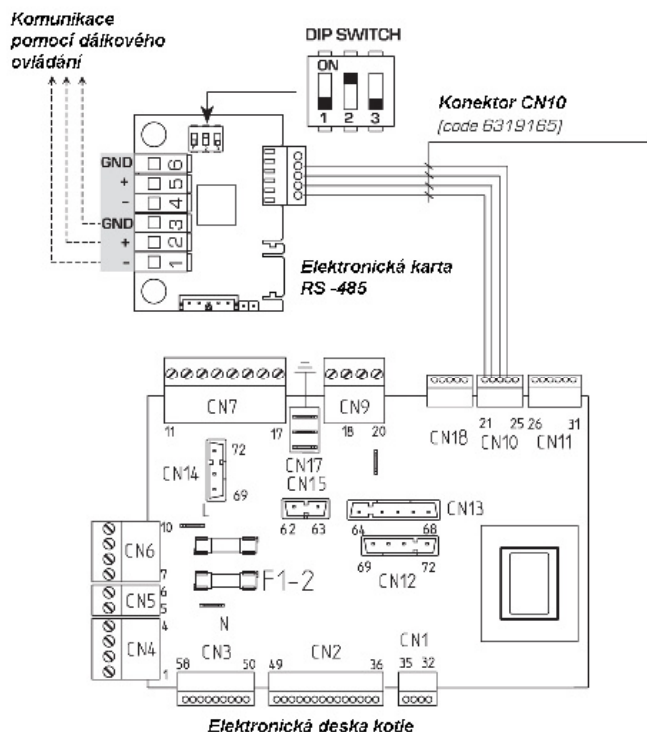 Komunikace
pomocí dálkového
ovládání
DIP SWITCH
ON
1 2 3
Konektor CN10
[code 6319165]
GND
+
-
GND
+
-
6
5
4
3
2
1
Elektronická karta
RS -485
CN7
11
17
CN9
18
20
CN18
21
25
CN10
26
31
CN11
CN17
CN15
62
63
CN14
72
69
L
CN13
64
68
69
72
CN12
10
CN6
7
6
CN5
5
4
CN4
1
F1-2
N
58
CN3
50
49
CN2
36
CN1
35
32
Elektronická deska kotle